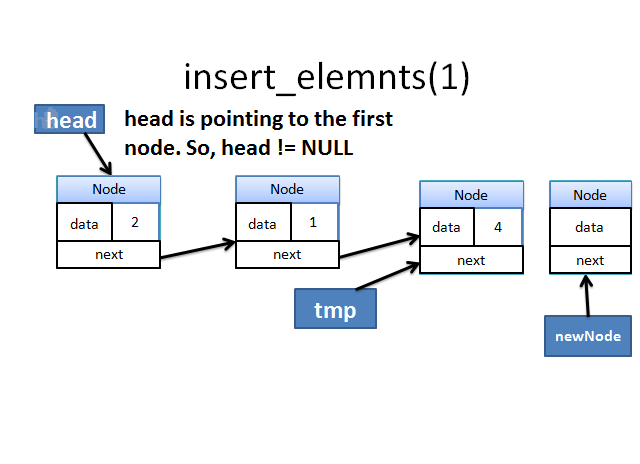 insert_elemnts(1)
head
head is pointing to the first
node. So, head != NULL
Node
data 2
next
Node
data 1
next
Node
data 4
next
Node
data
next
tmp
newNode